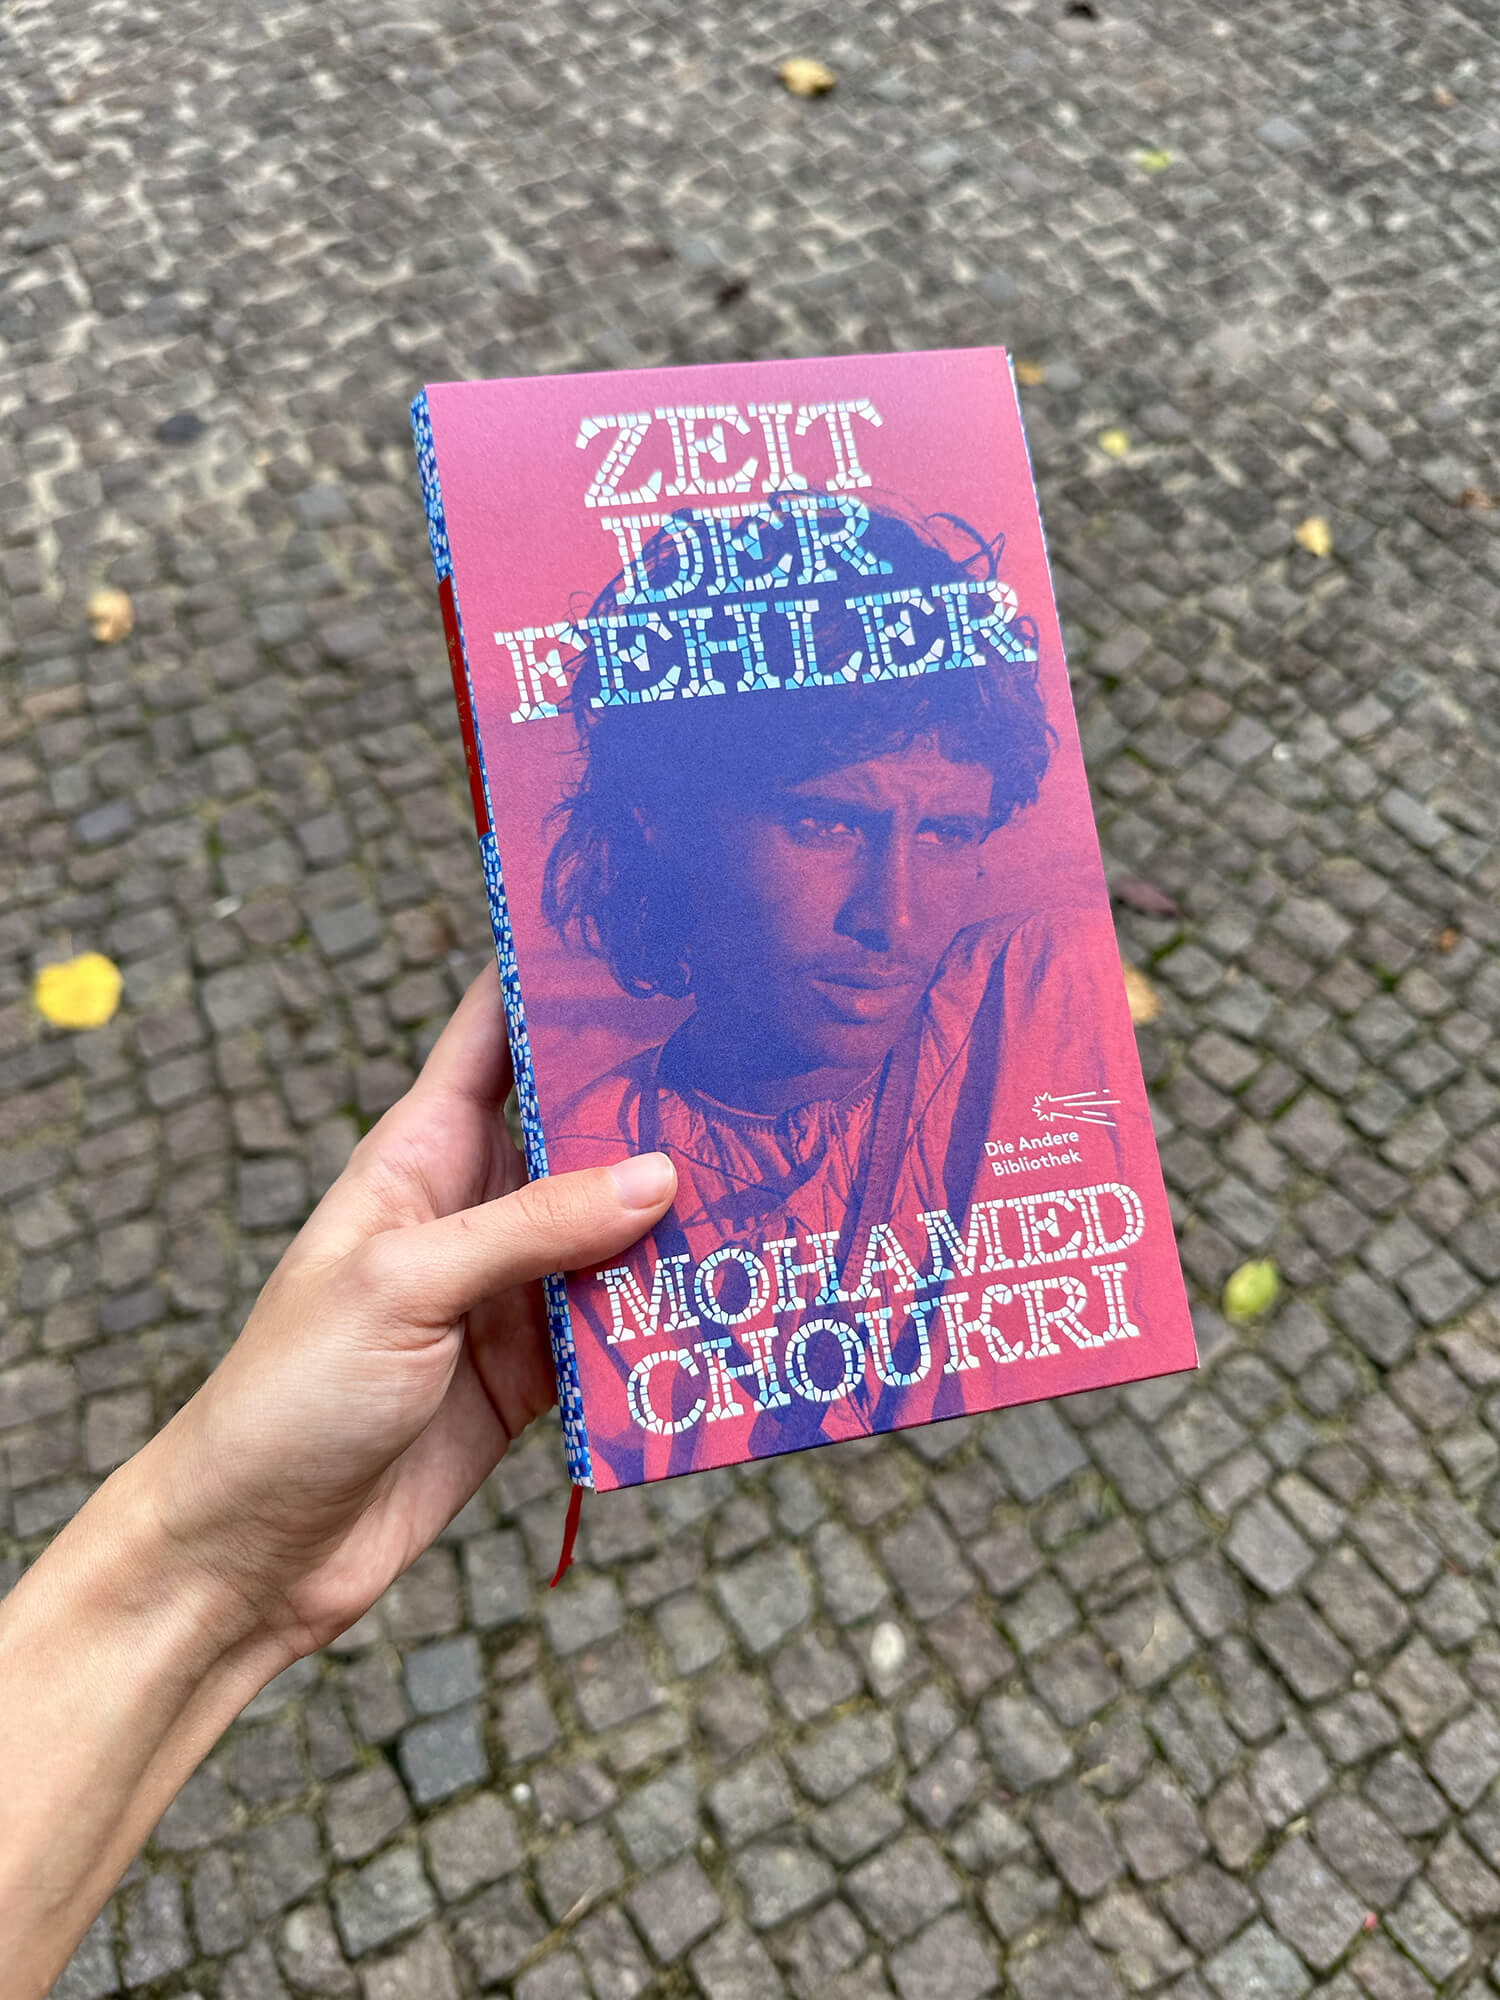 ZEIT
DER
FEHLER
Die Andere
Bibliothek
MOHAMED
CHOUKRI